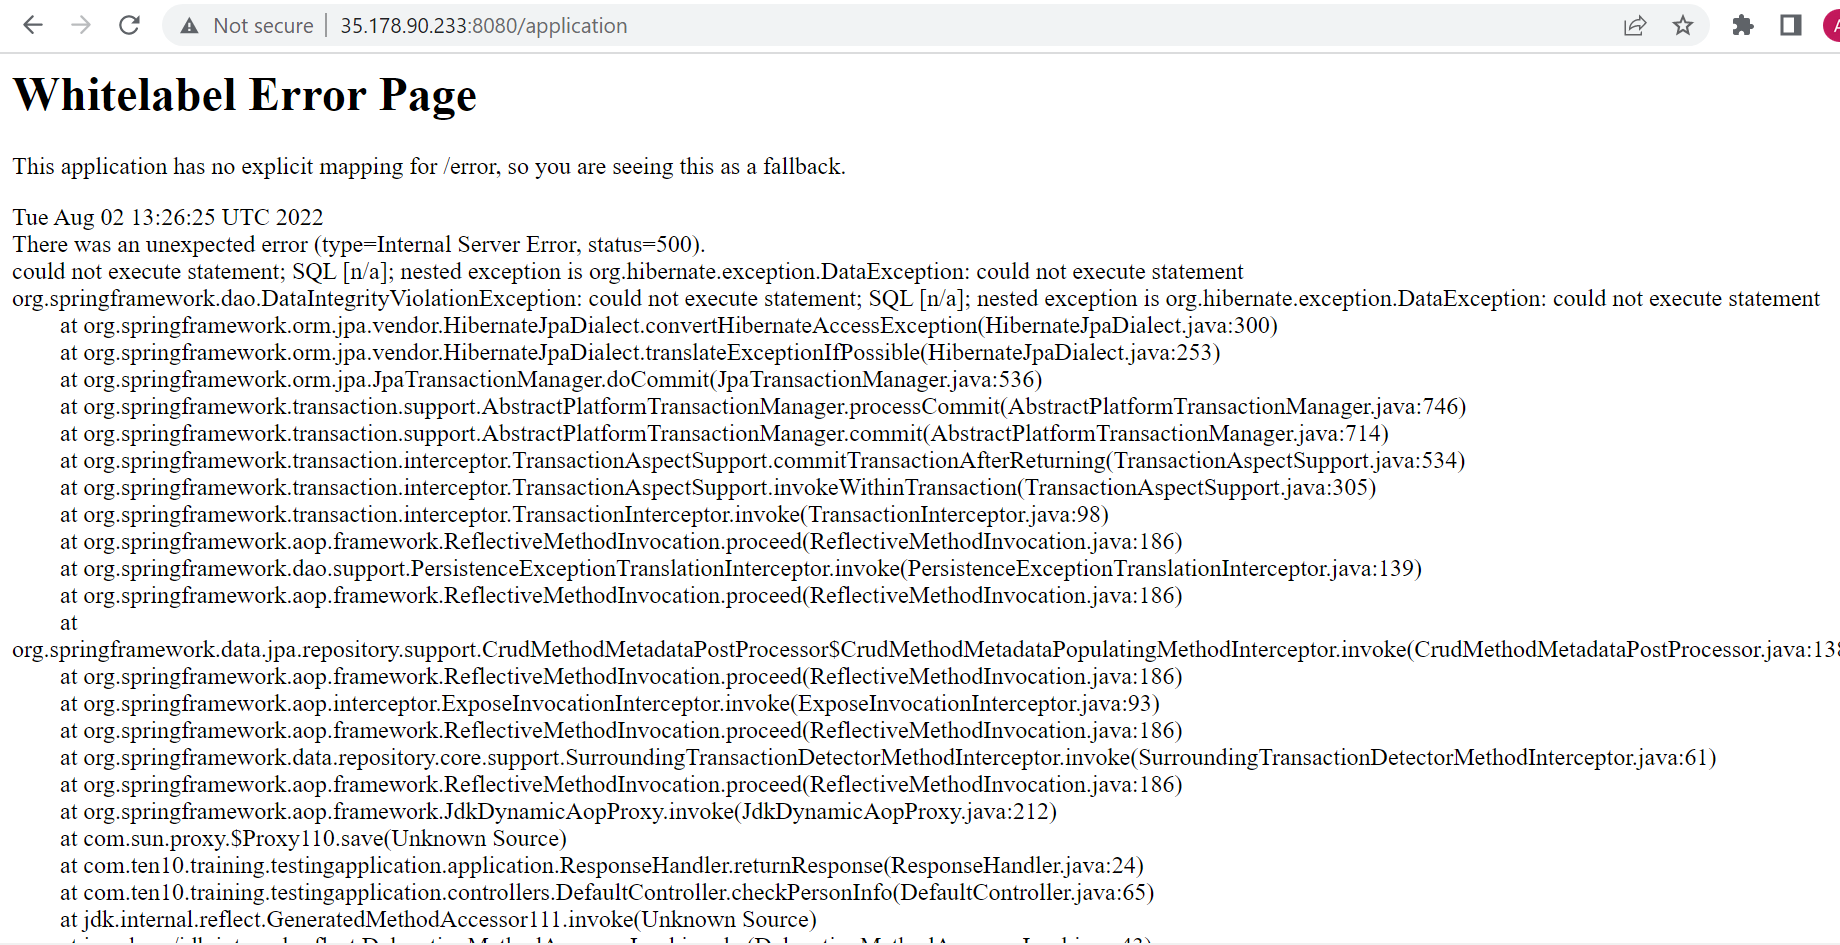 Not secure | 35.178.90.233:8080/application
Whitelabel Error Page
This application has no explicit mapping for /error, so you are seeing this as a fallback.
Tue Aug 02 13:26:25 UTC 2022
There was an unexpected error (type=Internal Server Error, status=500).
could not execute statement; SQL [n/a]; nested exception is org.hibernate.exception.DataException: could not execute statement
org.springframework.dao.DataIntegrityViolationException: could not execute statement; SQL [n/a]; nested exception is org.hibernate.exception.DataException: could not execute statement
at org.springframework.orm.jpa.vendor.HibernateJpaDialect.convertHibernateAccessException(HibernateJpaDialect.java:300)
at org.springframework.orm.jpa.vendor.HibernateJpaDialect.translateExceptionIfPossible(HibernateJpaDialect.java:253)
at org.springframework.orm.jpa.JpaTransactionManager.doCommit(JpaTransactionManager.java:536)
at org.springframework.transaction.support.AbstractPlatformTransactionManager.processCommit(AbstractPlatformTransactionManager.java:746)
at org.springframework.transaction.support.AbstractPlatformTransactionManager.commit(AbstractPlatformTransactionManager.java:714)
at org.springframework.transaction.interceptor.TransactionAspectSupport.commitTransactionAfterReturning(TransactionAspectSupport.java:534)
at org.springframework.transaction.interceptor.TransactionAspectSupport.invokeWithinTransaction(TransactionAspectSupport.java:305)
at org.springframework.transaction.interceptor.TransactionInterceptor.invoke(TransactionInterceptor.java:98)
at org.springframework.aop.framework.ReflectiveMethodInvocation.proceed(ReflectiveMethodInvocation.java:186)
at org.springframework.dao.support.PersistenceExceptionTranslationInterceptor.invoke(PersistenceExceptionTranslationInterceptor.java:139)
at org.springframework.aop.framework.ReflectiveMethodInvocation.proceed(ReflectiveMethodInvocation.java:186)
at
org.springframework.data.jpa.repository.support.CrudMethodMetadataPostProcessor$CrudMethodMetadataPopulatingMethodInterceptor.invoke(CrudMethodMetadataPostProcessor.java:138
at org.springframework.aop.framework.ReflectiveMethodInvocation.proceed(ReflectiveMethodInvocation.java:186)
at org.springframework.aop.interceptor.ExposeInvocationInterceptor.invoke(ExposeInvocationInterceptor.java:93)
at org.springframework.aop.framework.ReflectiveMethodInvocation.proceed(ReflectiveMethodInvocation.java:186)
at org.springframework.data.repository.core.support.SurroundingTransactionDetectorMethodInterceptor.invoke(SurroundingTransactionDetectorMethodInterceptor.java:61)
at org.springframework.aop.framework.ReflectiveMethodInvocation.proceed(ReflectiveMethodInvocation.java:186)
at org.springframework.aop.framework.JdkDynamicAopProxy.invoke(JdkDynamicAopProxy.java:212)
at com.sun.proxy.$Proxy110.save(Unknown Source)
at com.ten10.training.testingapplication.application.ResponseHandler.returnResponse(ResponseHandler.java:24)
at com.ten10.training.testingapplication.controllers.DefaultController.checkPersonInfo(DefaultController.java:65)
at jdk.internal.reflect.GeneratedMethodAccessor111.invoke(Unknown Source)